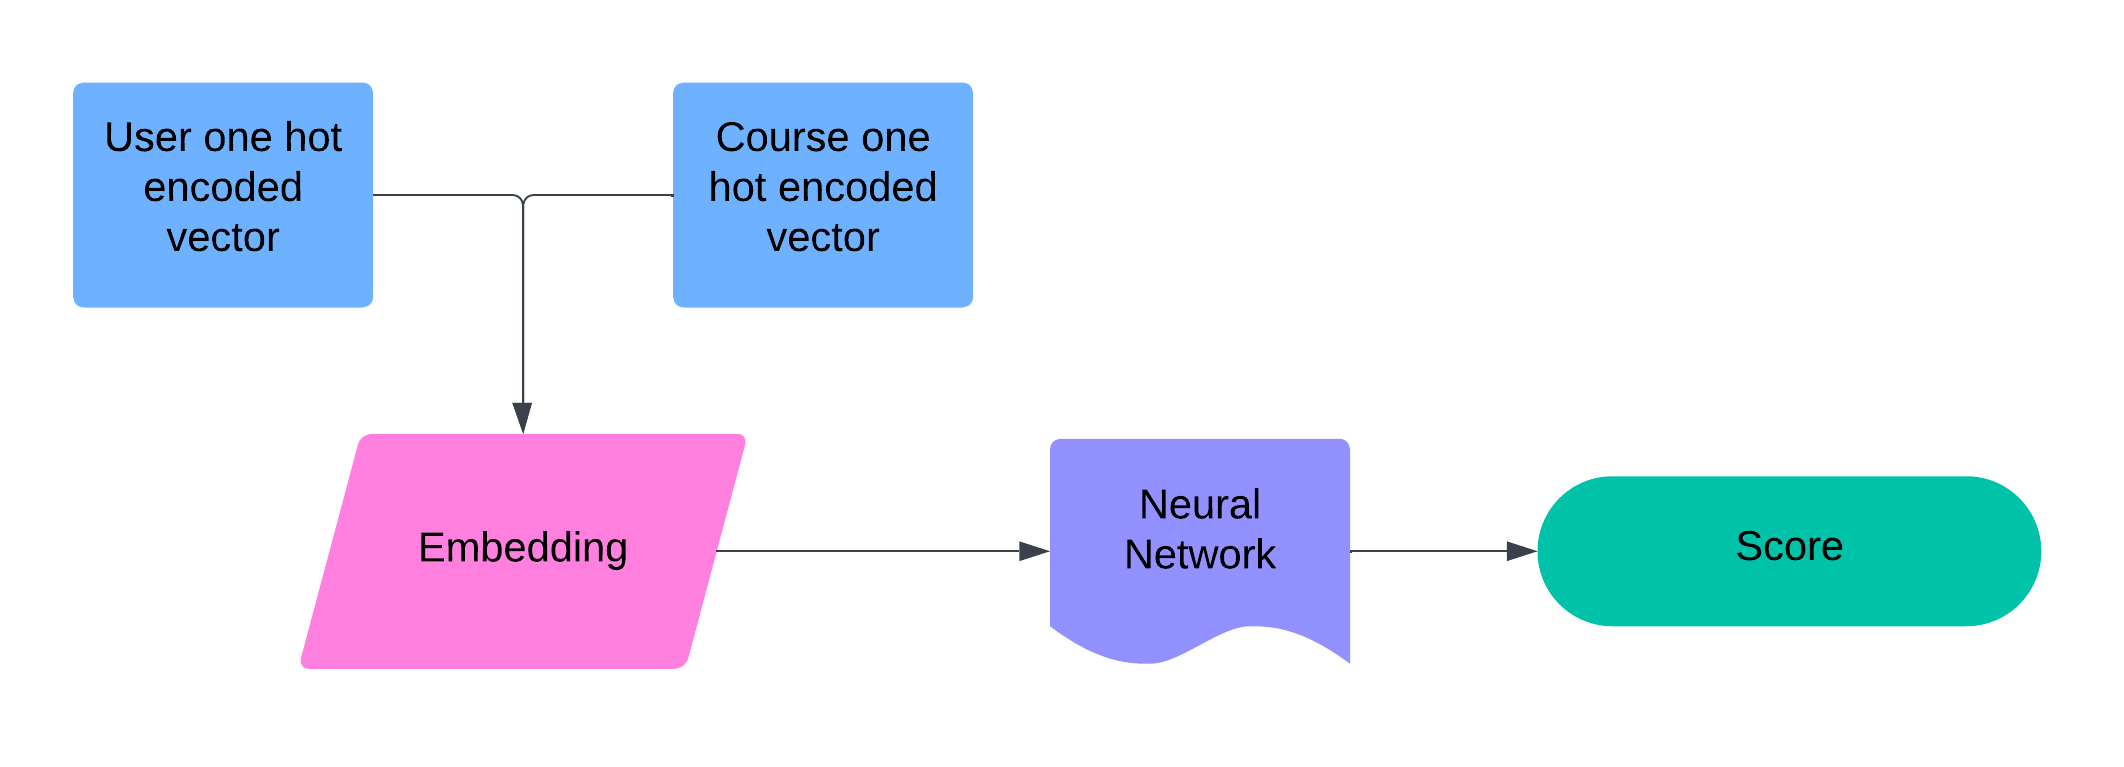 User one hot
encoded
vector
Course one
hot encoded
vector
Embedding
Neural
Network
Score